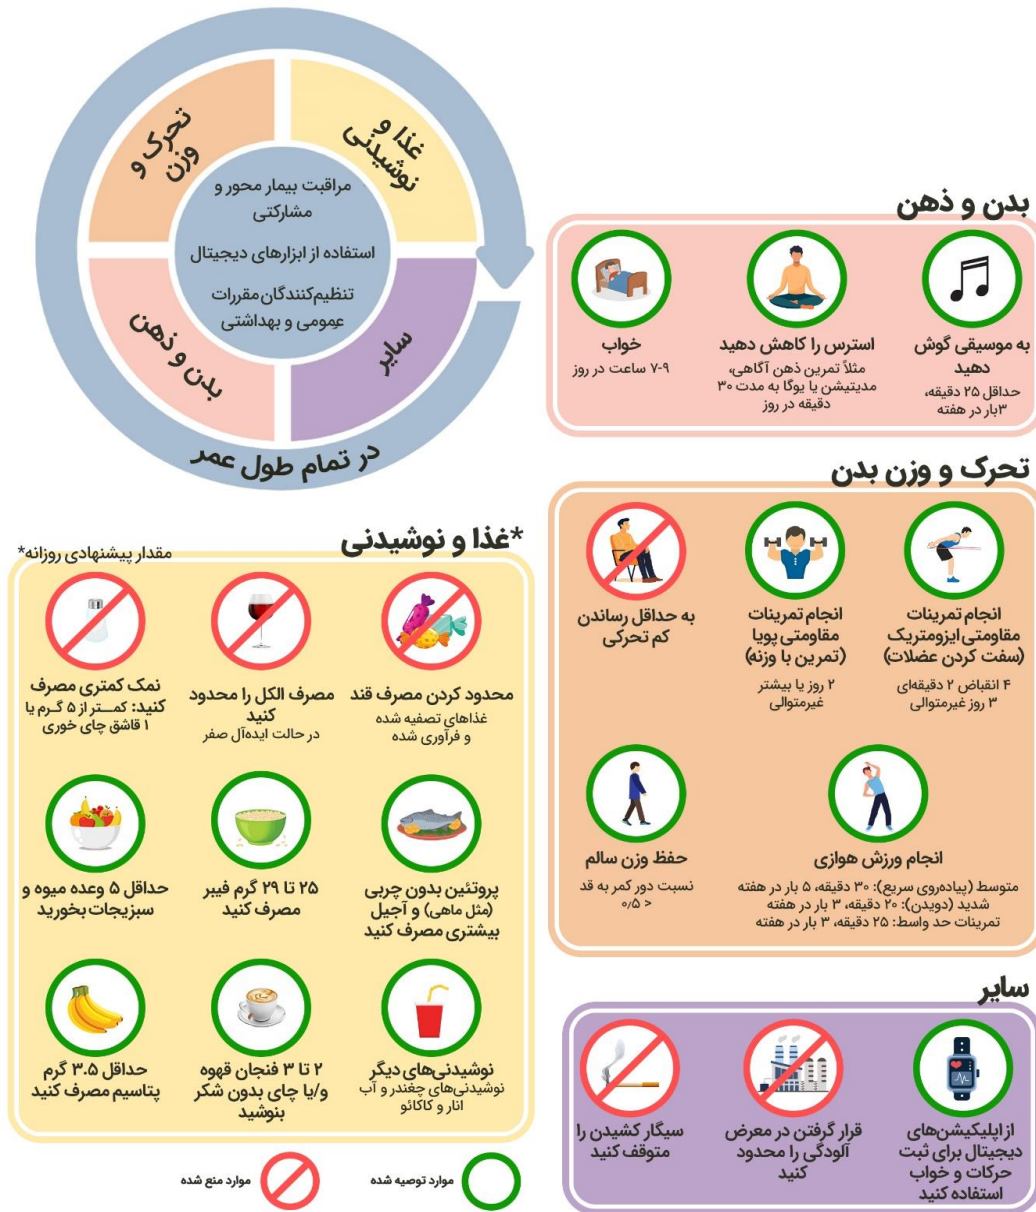 غذا و
نوشیدنی
تحرک و
وزن
مراقبت بیمار محور و
مشارکتی
استفاده از ابزارهای دیجیتال
تنظیم‌کنندگان مقررات
عمومی و بهداشتی
بدن و ذهن
سایر
در تمام طول عمر
بدن و ذهن
به موسیقی گوش
دهید
حداقل ۲۵ دقیقه،
۳بار در هفته
استرس را کاهش دهید
مثلاً تمرین ذهن آگاهی،
مدیتیشن یا یوگا به مدت ۳۰
دقیقه در روز
خواب
۷-۹ ساعت در روز
تحرک و وزن بدن
انجام تمرینات
مقاومتی ایزومتریک
(سفت کردن عضلات)
۴ انقباض ۲ دقیقه‌ای
۳ روز غیرمتوالی
انجام تمرینات
مقاومتی پویا
(تمرین با وزنه)
۲ روز یا بیشتر
غیرمتوالی
به حداقل رساندن
کم تحرکی
انجام ورزش هوازی
متوسط (پیاده‌روی سریع): ۳۰ دقیقه، ۵ بار در هفته
شدید (دویدن): ۲۰ دقیقه، ۳ بار در هفته
تمرینات حد واسط: ۲۵ دقیقه، ۳ بار در هفته
حفظ وزن سالم
نسبت دور کمر به قد
< ۰٫۵
*غذا و نوشیدنی
مقدار پیشنهادی روزانه*
محدود کردن مصرف قند
غذاهای تصفیه شده
و فرآوری شده
مصرف الکل را محدود
کنید
در حالت ایده‌آل صفر
نمک کمتری مصرف
کنید: کمــتر از ۵ گــرم یا
۱ قاشق چای خوری
پروتئین بدون چربی
(مثل ماهی) و آجیل
بیشتری مصرف کنید
۲۵ تا ۲۹ گرم فیبر
مصرف کنید
حداقل ۵ وعده میوه و
سبزیجات بخورید
نوشیدنی‌های دیگر
نوشیدنی‌های چغندر و آب
انار و کاکائو
۲ تا ۳ فنجان قهوه
و/یا چای بدون شکر
بنوشید
حداقل ۳.۵ گرم
پتاسیم مصرف کنید
موارد توصیه شده
موارد منع شده
سایر
از اپلیکیشن‌های
دیجیتال برای ثبت
حرکات و خواب
استفاده کنید
قرار گرفتن در معرض
آلودگی را محدود
کنید
سیگار کشیدن را
متوقف کنید